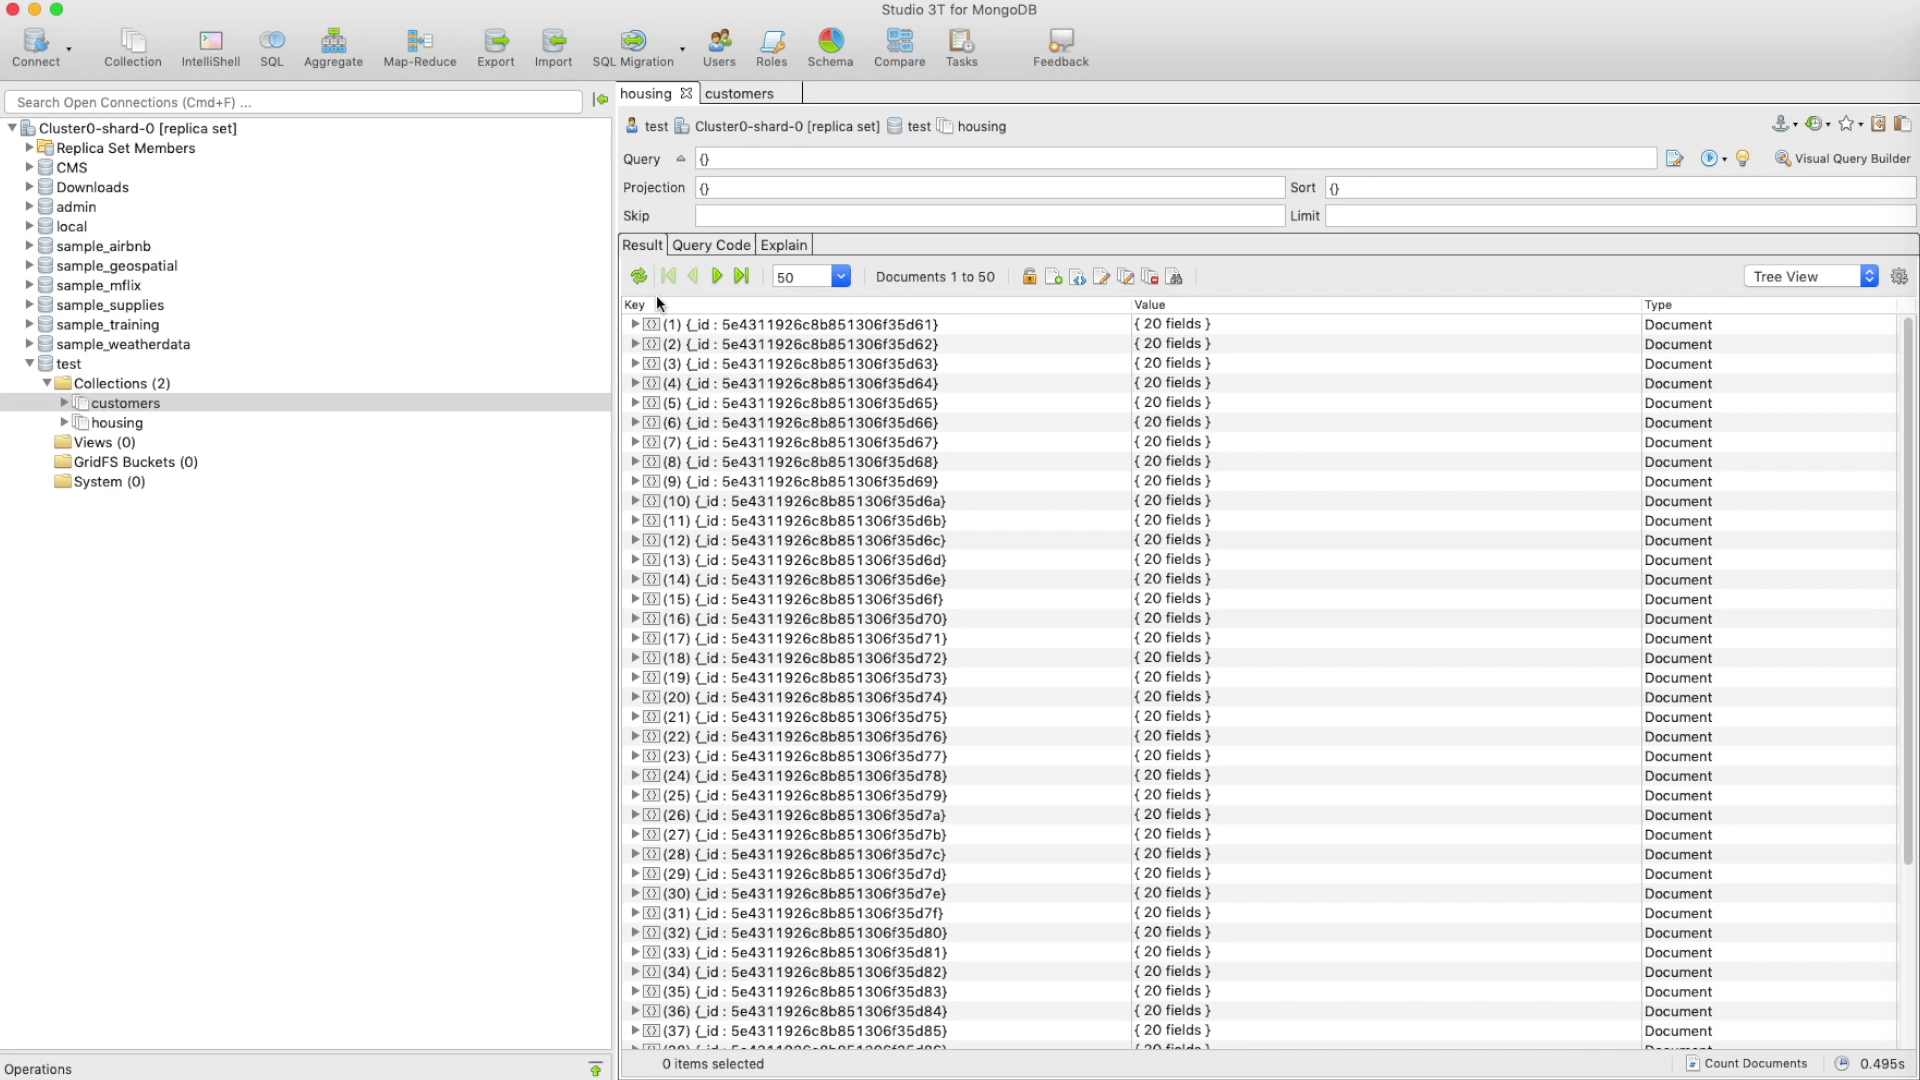 Studio 3T for MongoDB
Connect Collection IntelliShell SQL Aggregate Map-Reduce Export Import SQL Migration Users Roles Schema Compare Tasks Feedback
Search Open Connections (Cmd+F) ...
Cluster0-shard-0 [replica set]
Replica Set Members
CMS
Downloads
admin
local
sample_airbnb
sample_geospatial
sample_mflix
sample_supplies
sample_training
sample_weatherdata
test
Collections (2)
customers
housing
Views (0)
GridFS Buckets (0)
System (0)
Operations
housing customers
test Cluster0-shard-0 [replica set] test housing
Query {} Visual Query Builder
Projection {} Sort {}
Skip Limit
Result Query Code Explain
50 Documents 1 to 50 Tree View
Key Value Type
(1) {_id : 5e4311926c8b851306f35d61} { 20 fields } Document
(2) {_id : 5e4311926c8b851306f35d62} { 20 fields } Document
(3) {_id : 5e4311926c8b851306f35d63} { 20 fields } Document
(4) {_id : 5e4311926c8b851306f35d64} { 20 fields } Document
(5) {_id : 5e4311926c8b851306f35d65} { 20 fields } Document
(6) {_id : 5e4311926c8b851306f35d66} { 20 fields } Document
(7) {_id : 5e4311926c8b851306f35d67} { 20 fields } Document
(8) {_id : 5e4311926c8b851306f35d68} { 20 fields } Document
(9) {_id : 5e4311926c8b851306f35d69} { 20 fields } Document
(10) {_id : 5e4311926c8b851306f35d6a} { 20 fields } Document
(11) {_id : 5e4311926c8b851306f35d6b} { 20 fields } Document
(12) {_id : 5e4311926c8b851306f35d6c} { 20 fields } Document
(13) {_id : 5e4311926c8b851306f35d6d} { 20 fields } Document
(14) {_id : 5e4311926c8b851306f35d6e} { 20 fields } Document
(15) {_id : 5e4311926c8b851306f35d6f} { 20 fields } Document
(16) {_id : 5e4311926c8b851306f35d70} { 20 fields } Document
(17) {_id : 5e4311926c8b851306f35d71} { 20 fields } Document
(18) {_id : 5e4311926c8b851306f35d72} { 20 fields } Document
(19) {_id : 5e4311926c8b851306f35d73} { 20 fields } Document
(20) {_id : 5e4311926c8b851306f35d74} { 20 fields } Document
(21) {_id : 5e4311926c8b851306f35d75} { 20 fields } Document
(22) {_id : 5e4311926c8b851306f35d76} { 20 fields } Document
(23) {_id : 5e4311926c8b851306f35d77} { 20 fields } Document
(24) {_id : 5e4311926c8b851306f35d78} { 20 fields } Document
(25) {_id : 5e4311926c8b851306f35d79} { 20 fields } Document
(26) {_id : 5e4311926c8b851306f35d7a} { 20 fields } Document
(27) {_id : 5e4311926c8b851306f35d7b} { 20 fields } Document
(28) {_id : 5e4311926c8b851306f35d7c} { 20 fields } Document
(29) {_id : 5e4311926c8b851306f35d7d} { 20 fields } Document
(30) {_id : 5e4311926c8b851306f35d7e} { 20 fields } Document
(31) {_id : 5e4311926c8b851306f35d7f} { 20 fields } Document
(32) {_id : 5e4311926c8b851306f35d80} { 20 fields } Document
(33) {_id : 5e4311926c8b851306f35d81} { 20 fields } Document
(34) {_id : 5e4311926c8b851306f35d82} { 20 fields } Document
(35) {_id : 5e4311926c8b851306f35d83} { 20 fields } Document
(36) {_id : 5e4311926c8b851306f35d84} { 20 fields } Document
(37) {_id : 5e4311926c8b851306f35d85} { 20 fields } Document
0 items selected Count Documents 0.495s